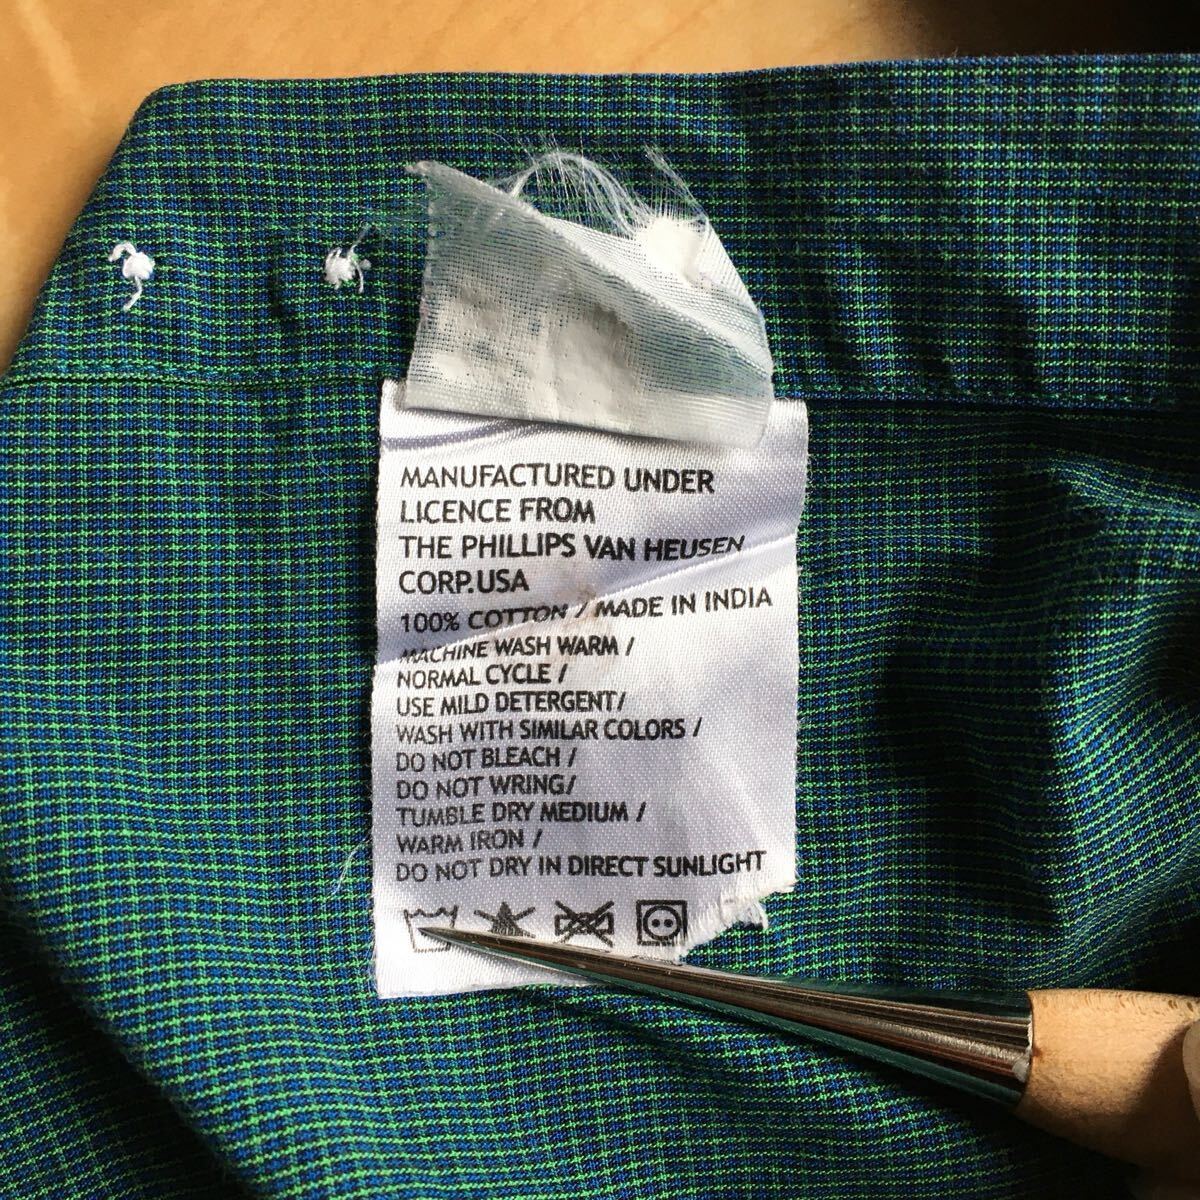 MANUFACTURED UNDER
LICENCE FROM
THE PHILLIPS VAN HEUSEN
CORP.USA
100% COTTON / MADE IN INDIA
MACHINE WASH WARM /
NORMAL CYCLE /
USE MILD DETERGENT/
WASH WITH SIMILAR COLORS /
DO NOT BLEACH /
DO NOT WRING/
TUMBLE DRY MEDIUM /
WARM IRON /
DO NOT DRY IN DIRECT SUNLIGHT